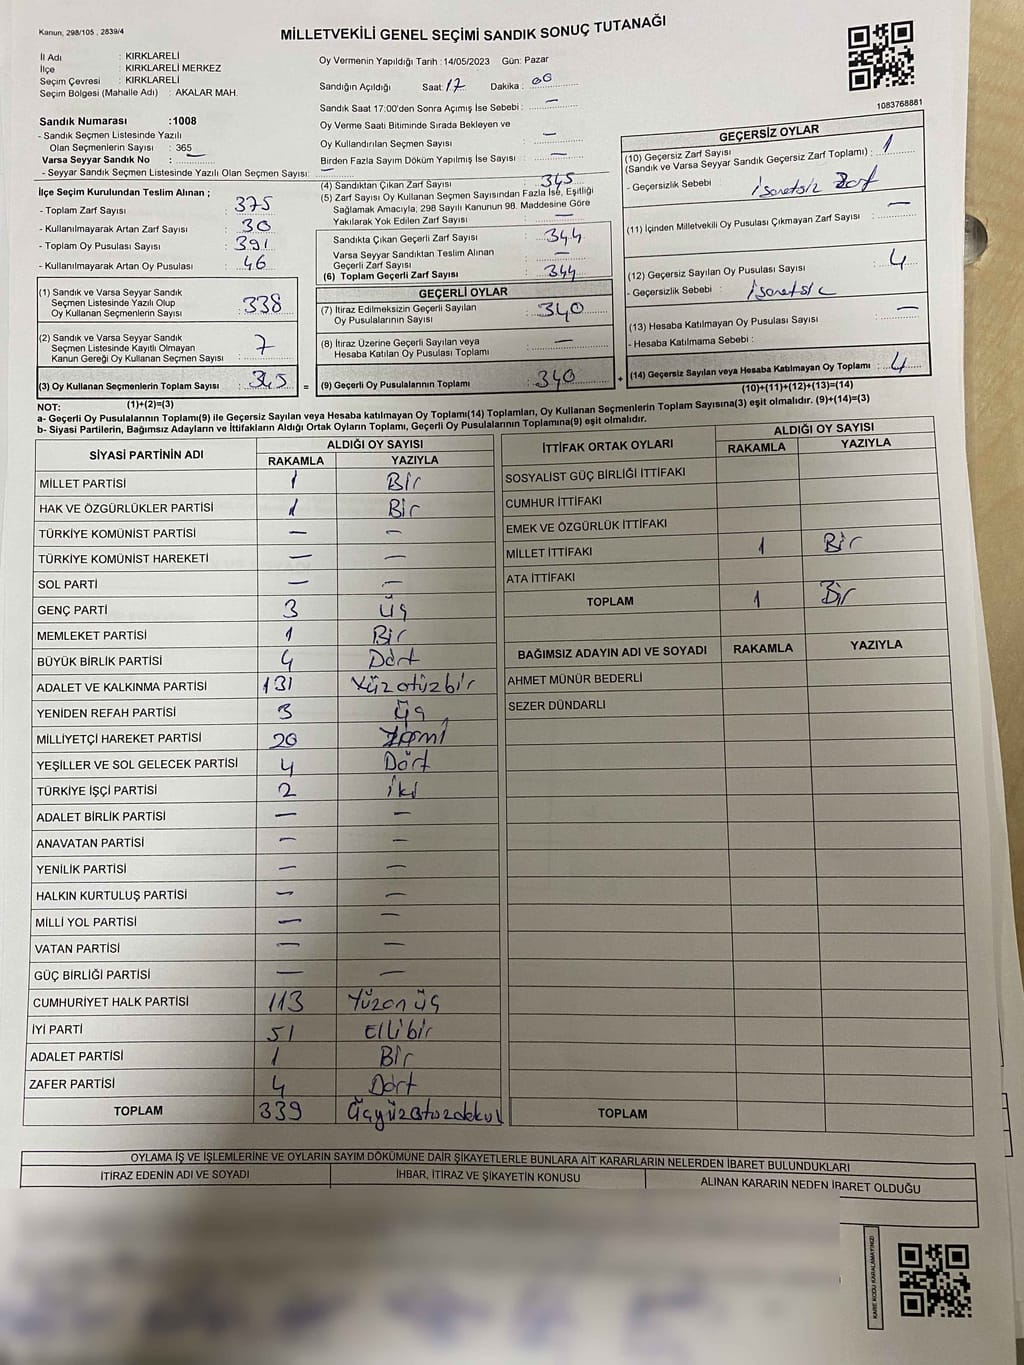 Kanun, 298/105 , 2839/4
MİLLETVEKİLİ GENEL SEÇİMİ SANDIK SONUÇ TUTANAĞI
İl Adı : KIRKLARELİ
İlçe : KIRKLARELİ MERKEZ
Seçim Çevresi : KIRKLARELİ
Seçim Bölgesi (Mahalle Adı) : AKALAR MAH.
Sandık Numarası :1008
- Sandık Seçmen Listesinde Yazılı
Olan Seçmenlerin Sayısı : 365
Varsa Seyyar Sandık No : —
- Seyyar Sandık Seçmen Listesinde Yazılı Olan Seçmen Sayısı: —
Oy Vermenin Yapıldığı Tarih : 14/05/2023 Gün: Pazar
Sandığın Açıldığı Saat: 17 Dakika : 00
Sandık Saat 17:00'den Sonra Açımış İse Sebebi : —
Oy Verme Saati Bitiminde Sırada Bekleyen ve
Oy Kullandırılan Seçmen Sayısı : —
Birden Fazla Sayım Döküm Yapılmış İse Sayısı : —
1083768881
İlçe Seçim Kurulundan Teslim Alınan ;
- Toplam Zarf Sayısı : 375
- Kullanılmayarak Artan Zarf Sayısı : 30
- Toplam Oy Pusulası Sayısı : 391
- Kullanılmayarak Artan Oy Pusulası : 46
(1) Sandık ve Varsa Seyyar Sandık
Seçmen Listesinde Yazılı Olup
Oy Kullanan Seçmenlerin Sayısı : 338
(2) Sandık ve Varsa Seyyar Sandık
Seçmen Listesinde Kayıtlı Olmayan
Kanun Gereği Oy Kullanan Seçmen Sayısı : 7
(3) Oy Kullanan Seçmenlerin Toplam Sayısı : 345 =
(1)+(2)=(3)
(4) Sandıktan Çıkan Zarf Sayısı : 345
(5) Zarf Sayısı Oy Kullanan Seçmen Sayısından Fazla İse, Eşitliği
Sağlamak Amacıyla; 298 Sayılı Kanunun 98. Maddesine Göre
Yakılarak Yok Edilen Zarf Sayısı : —
Sandıkta Çıkan Geçerli Zarf Sayısı : 344
Varsa Seyyar Sandıktan Teslim Alınan
Geçerli Zarf Sayısı : —
(6) Toplam Geçerli Zarf Sayısı : 344
GEÇERLİ OYLAR
(7) İtiraz Edilmeksizin Geçerli Sayılan
Oy Pusulalarının Sayısı : 340
(8) İtiraz Üzerine Geçerli Sayılan veya
Hesaba Katılan Oy Pusulası Toplamı : —
(9) Geçerli Oy Pusulalarının Toplamı : 340 +
GEÇERSİZ OYLAR
(10) Geçersiz Zarf Sayısı
(Sandık ve Varsa Seyyar Sandık Geçersiz Zarf Toplamı) : 1
- Geçersizlik Sebebi : İşaretsiz Zarf
(11) İçinden Milletvekili Oy Pusulası Çıkmayan Zarf Sayısı : —
(12) Geçersiz Sayılan Oy Pusulası Sayısı : 4
- Geçersizlik Sebebi : İşaretsiz
(13) Hesaba Katılmayan Oy Pusulası Sayısı : —
- Hesaba Katılmama Sebebi :
(14) Geçersiz Sayılan veya Hesaba Katılmayan Oy Toplamı : 4
(10)+(11)+(12)+(13)=(14)
NOT:
a- Geçerli Oy Pusulalarının Toplamı(9) ile Geçersiz Sayılan veya Hesaba katılmayan Oy Toplamı(14) Toplamları, Oy Kullanan Seçmenlerin Toplam Sayısına(3) eşit olmalıdır. (9)+(14)=(3)
b- Siyasi Partilerin, Bağımsız Adayların ve İttifakların Aldığı Ortak Oyların Toplamı, Geçerli Oy Pusulalarının Toplamına(9) eşit olmalıdır.
SİYASİ PARTİNİN ADI ALDIĞI OY SAYISI
RAKAMLA YAZIYLA
MİLLET PARTİSİ 1 Bir
HAK VE ÖZGÜRLÜKLER PARTİSİ 1 Bir
TÜRKİYE KOMÜNİST PARTİSİ — —
TÜRKİYE KOMÜNİST HAREKETİ — —
SOL PARTİ — —
GENÇ PARTİ 3 üç
MEMLEKET PARTİSİ 1 Bir
BÜYÜK BİRLİK PARTİSİ 4 Dört
ADALET VE KALKINMA PARTİSİ 131 Yüzotuzbir
YENİDEN REFAH PARTİSİ 3 üç
MİLLİYETÇİ HAREKET PARTİSİ 20
YEŞİLLER VE SOL GELECEK PARTİSİ 4 Dört
TÜRKİYE İŞÇİ PARTİSİ 2 iki
ADALET BİRLİK PARTİSİ — —
ANAVATAN PARTİSİ — —
YENİLİK PARTİSİ — —
HALKIN KURTULUŞ PARTİSİ — —
MİLLİ YOL PARTİSİ — —
VATAN PARTİSİ — —
GÜÇ BİRLİĞİ PARTİSİ — —
CUMHURİYET HALK PARTİSİ 113 Yüzonüç
İYİ PARTİ 51 Ellibir
ADALET PARTİSİ 1 Bir
ZAFER PARTİSİ 4 Dört
TOPLAM 339 Üçyüzotuzdokuz
İTTİFAK ORTAK OYLARI ALDIĞI OY SAYISI
RAKAMLA YAZIYLA
SOSYALİST GÜÇ BİRLİĞİ İTTİFAKI
CUMHUR İTTİFAKI
EMEK VE ÖZGÜRLÜK İTTİFAKI
MİLLET İTTİFAKI 1 Bir
ATA İTTİFAKI
TOPLAM 1 Bir
BAĞIMSIZ ADAYIN ADI VE SOYADI RAKAMLA YAZIYLA
AHMET MÜNÜR BEDERLİ
SEZER DÜNDARLI
TOPLAM
OYLAMA İŞ VE İŞLEMLERİNE VE OYLARIN SAYIM DÖKÜMÜNE DAİR ŞİKAYETLERLE BUNLARA AİT KARARLARIN NELERDEN İBARET BULUNDUKLARI
İTİRAZ EDENİN ADI VE SOYADI İHBAR, İTİRAZ VE ŞİKAYETİN KONUSU ALINAN KARARIN NEDEN İBARET OLDUĞU
KARE KODU KARALAMAYINIZ!